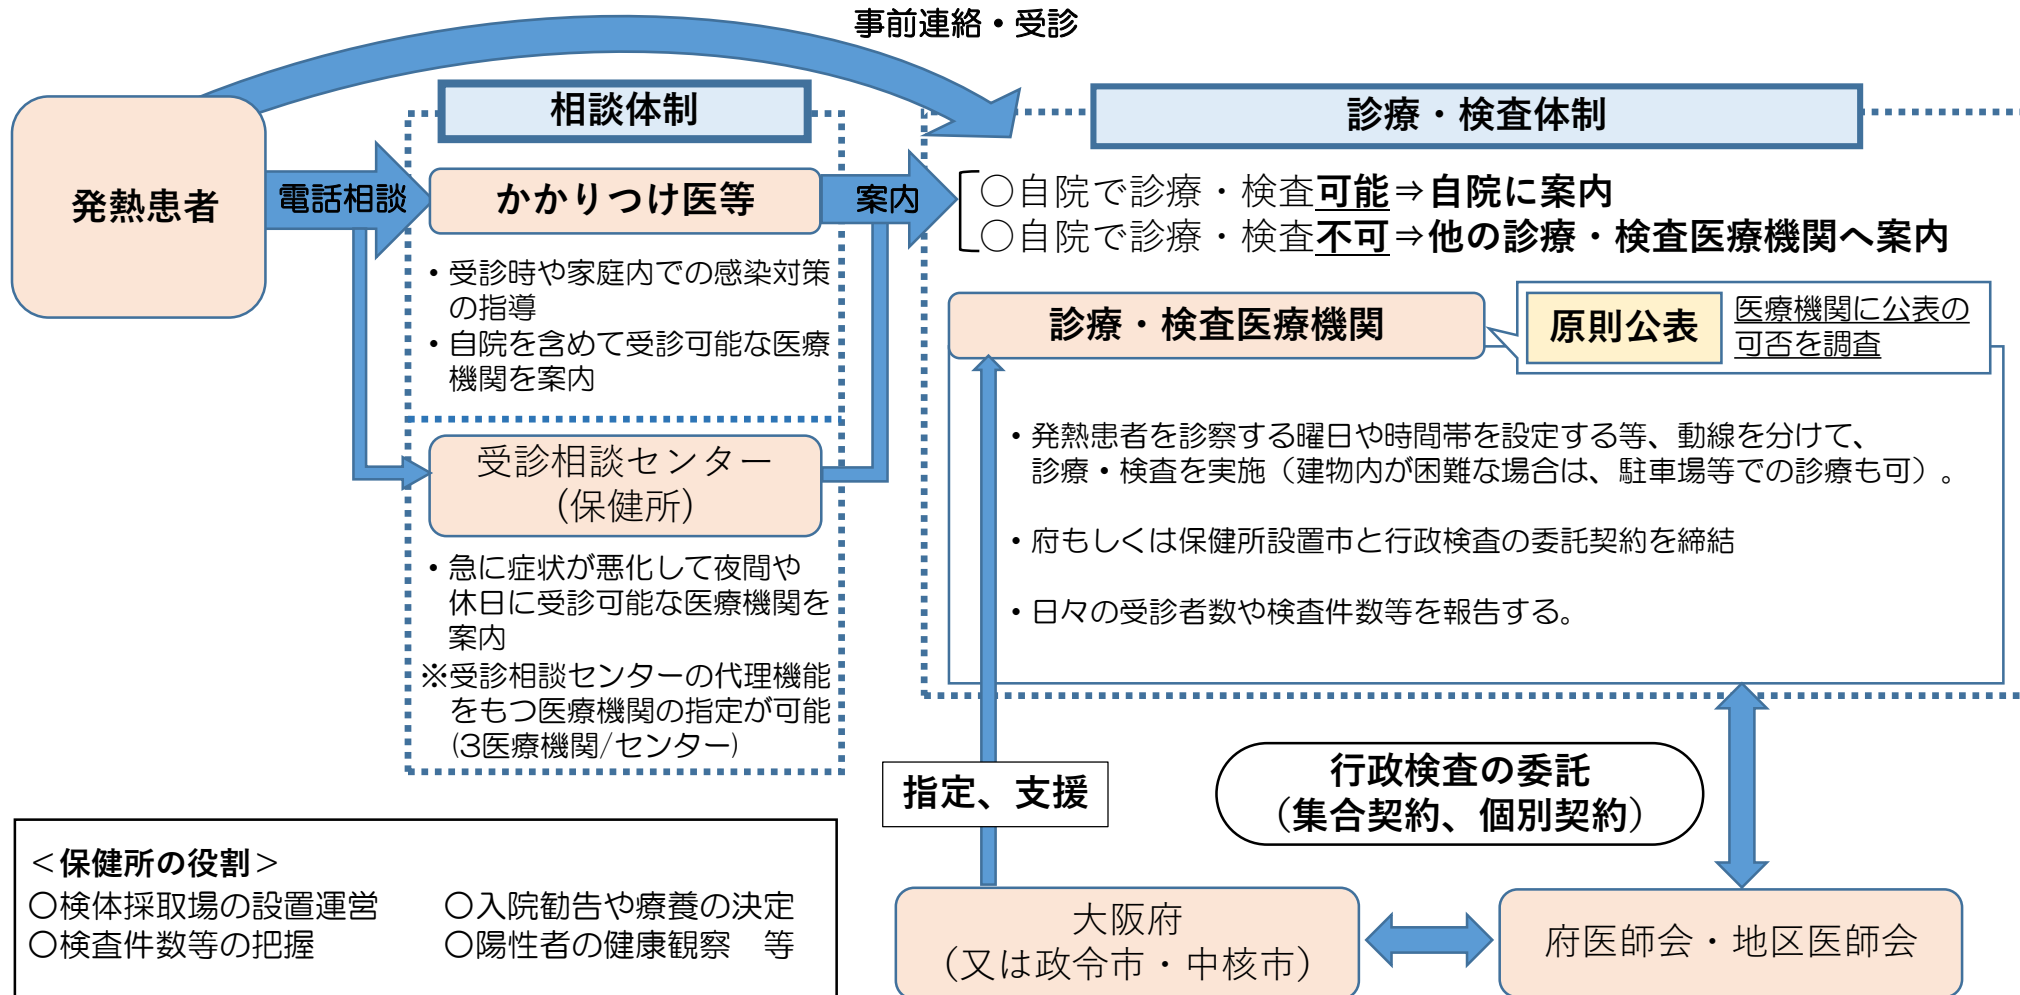 事前連絡・受診
発熱患者
電話相談
相談体制
かかりつけ医等
・受診時や家庭内での感染対策
の指導
・自院を含めて受診可能な医療
機関を案内
受診相談センター
(保健所)
・急に症状が悪化して夜間や
休日に受診可能な医療機関を
案内
※受診相談センターの代理機能
をもつ医療機関の指定が可能
(3医療機関/センター)
案内
診療・検査体制
○自院で診療・検査可能⇒自院に案内
○自院で診療・検査不可⇒他の診療・検査医療機関へ案内
診療・検査医療機関
原則公表
医療機関に公表の
可否を調査
・発熱患者を診察する曜日や時間帯を設定する等、動線を分けて、
診療・検査を実施（建物内が困難な場合は、駐車場等での診療も可）。
・府もしくは保健所設置市と行政検査の委託契約を締結
・日々の受診者数や検査件数等を報告する。
指定、支援
行政検査の委託
（集合契約、個別契約）
大阪府
（又は政令市・中核市）
府医師会・地区医師会
＜保健所の役割＞
○検体採取場の設置運営　○入院勧告や療養の決定
○検査件数等の把握　○陽性者の健康観察　等